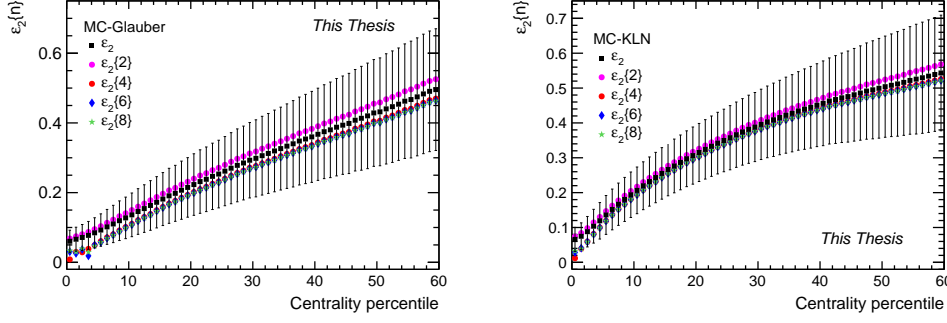 ε₂{n}
This Thesis
MC-Glauber
ε₂
ε₂{2}
ε₂{4}
ε₂{6}
ε₂{8}
0.6
0.4
0.2
0
0 10 20 30 40 50 60
Centrality percentile
ε₂{n}
MC-KLN
ε₂
ε₂{2}
ε₂{4}
ε₂{6}
ε₂{8}
This Thesis
0.7
0.6
0.5
0.4
0.3
0.2
0.1
0
0 10 20 30 40 50 60
Centrality percentile